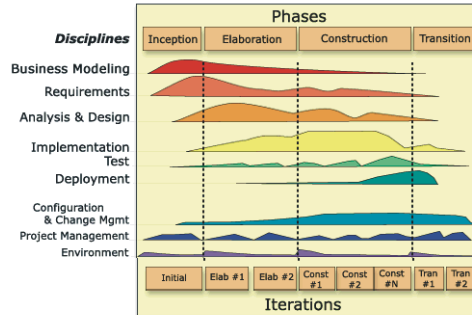 Phases
Disciplines
Inception
Elaboration
Construction
Transition
Business Modeling
Requirements
Analysis & Design
Implementation
Test
Deployment
Configuration
& Change Mgmt
Project Management
Environment
Initial
Elab #1
Elab #2
Const
#1
Const
#2
Const
#N
Tran
#1
Tran
#2
Iterations